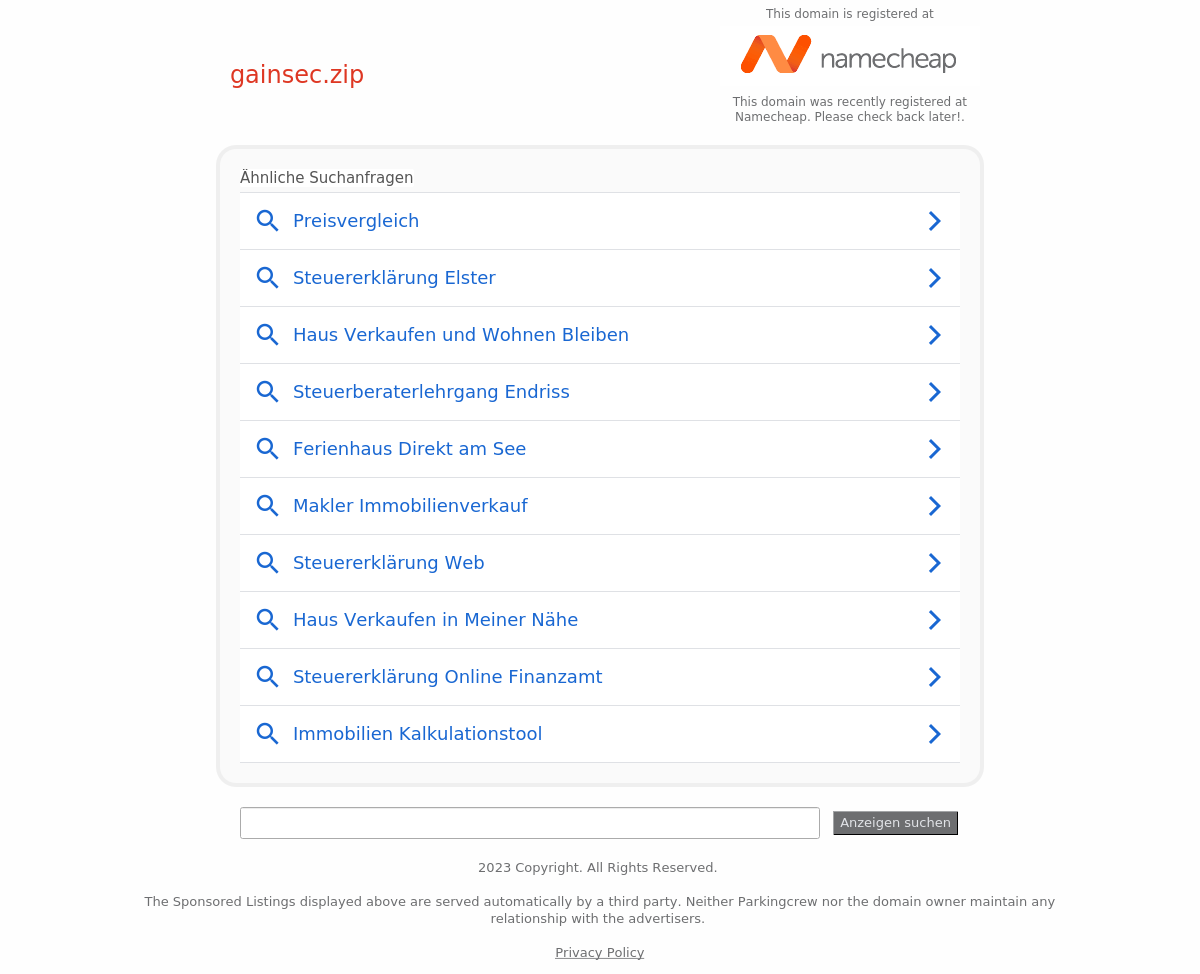 This domain is registered at
namecheap
gainsec.zip
This domain was recently registered at
Namecheap. Please check back later!.
Ähnliche Suchanfragen
Preisvergleich
Steuererklärung Elster
Haus Verkaufen und Wohnen Bleiben
Steuerberaterlehrgang Endriss
Ferienhaus Direkt am See
Makler Immobilienverkauf
Steuererklärung Web
Haus Verkaufen in Meiner Nähe
Steuererklärung Online Finanzamt
Immobilien Kalkulationstool
Anzeigen suchen
2023 Copyright. All Rights Reserved.
The Sponsored Listings displayed above are served automatically by a third party. Neither Parkingcrew nor the domain owner maintain any
relationship with the advertisers.
Privacy Policy